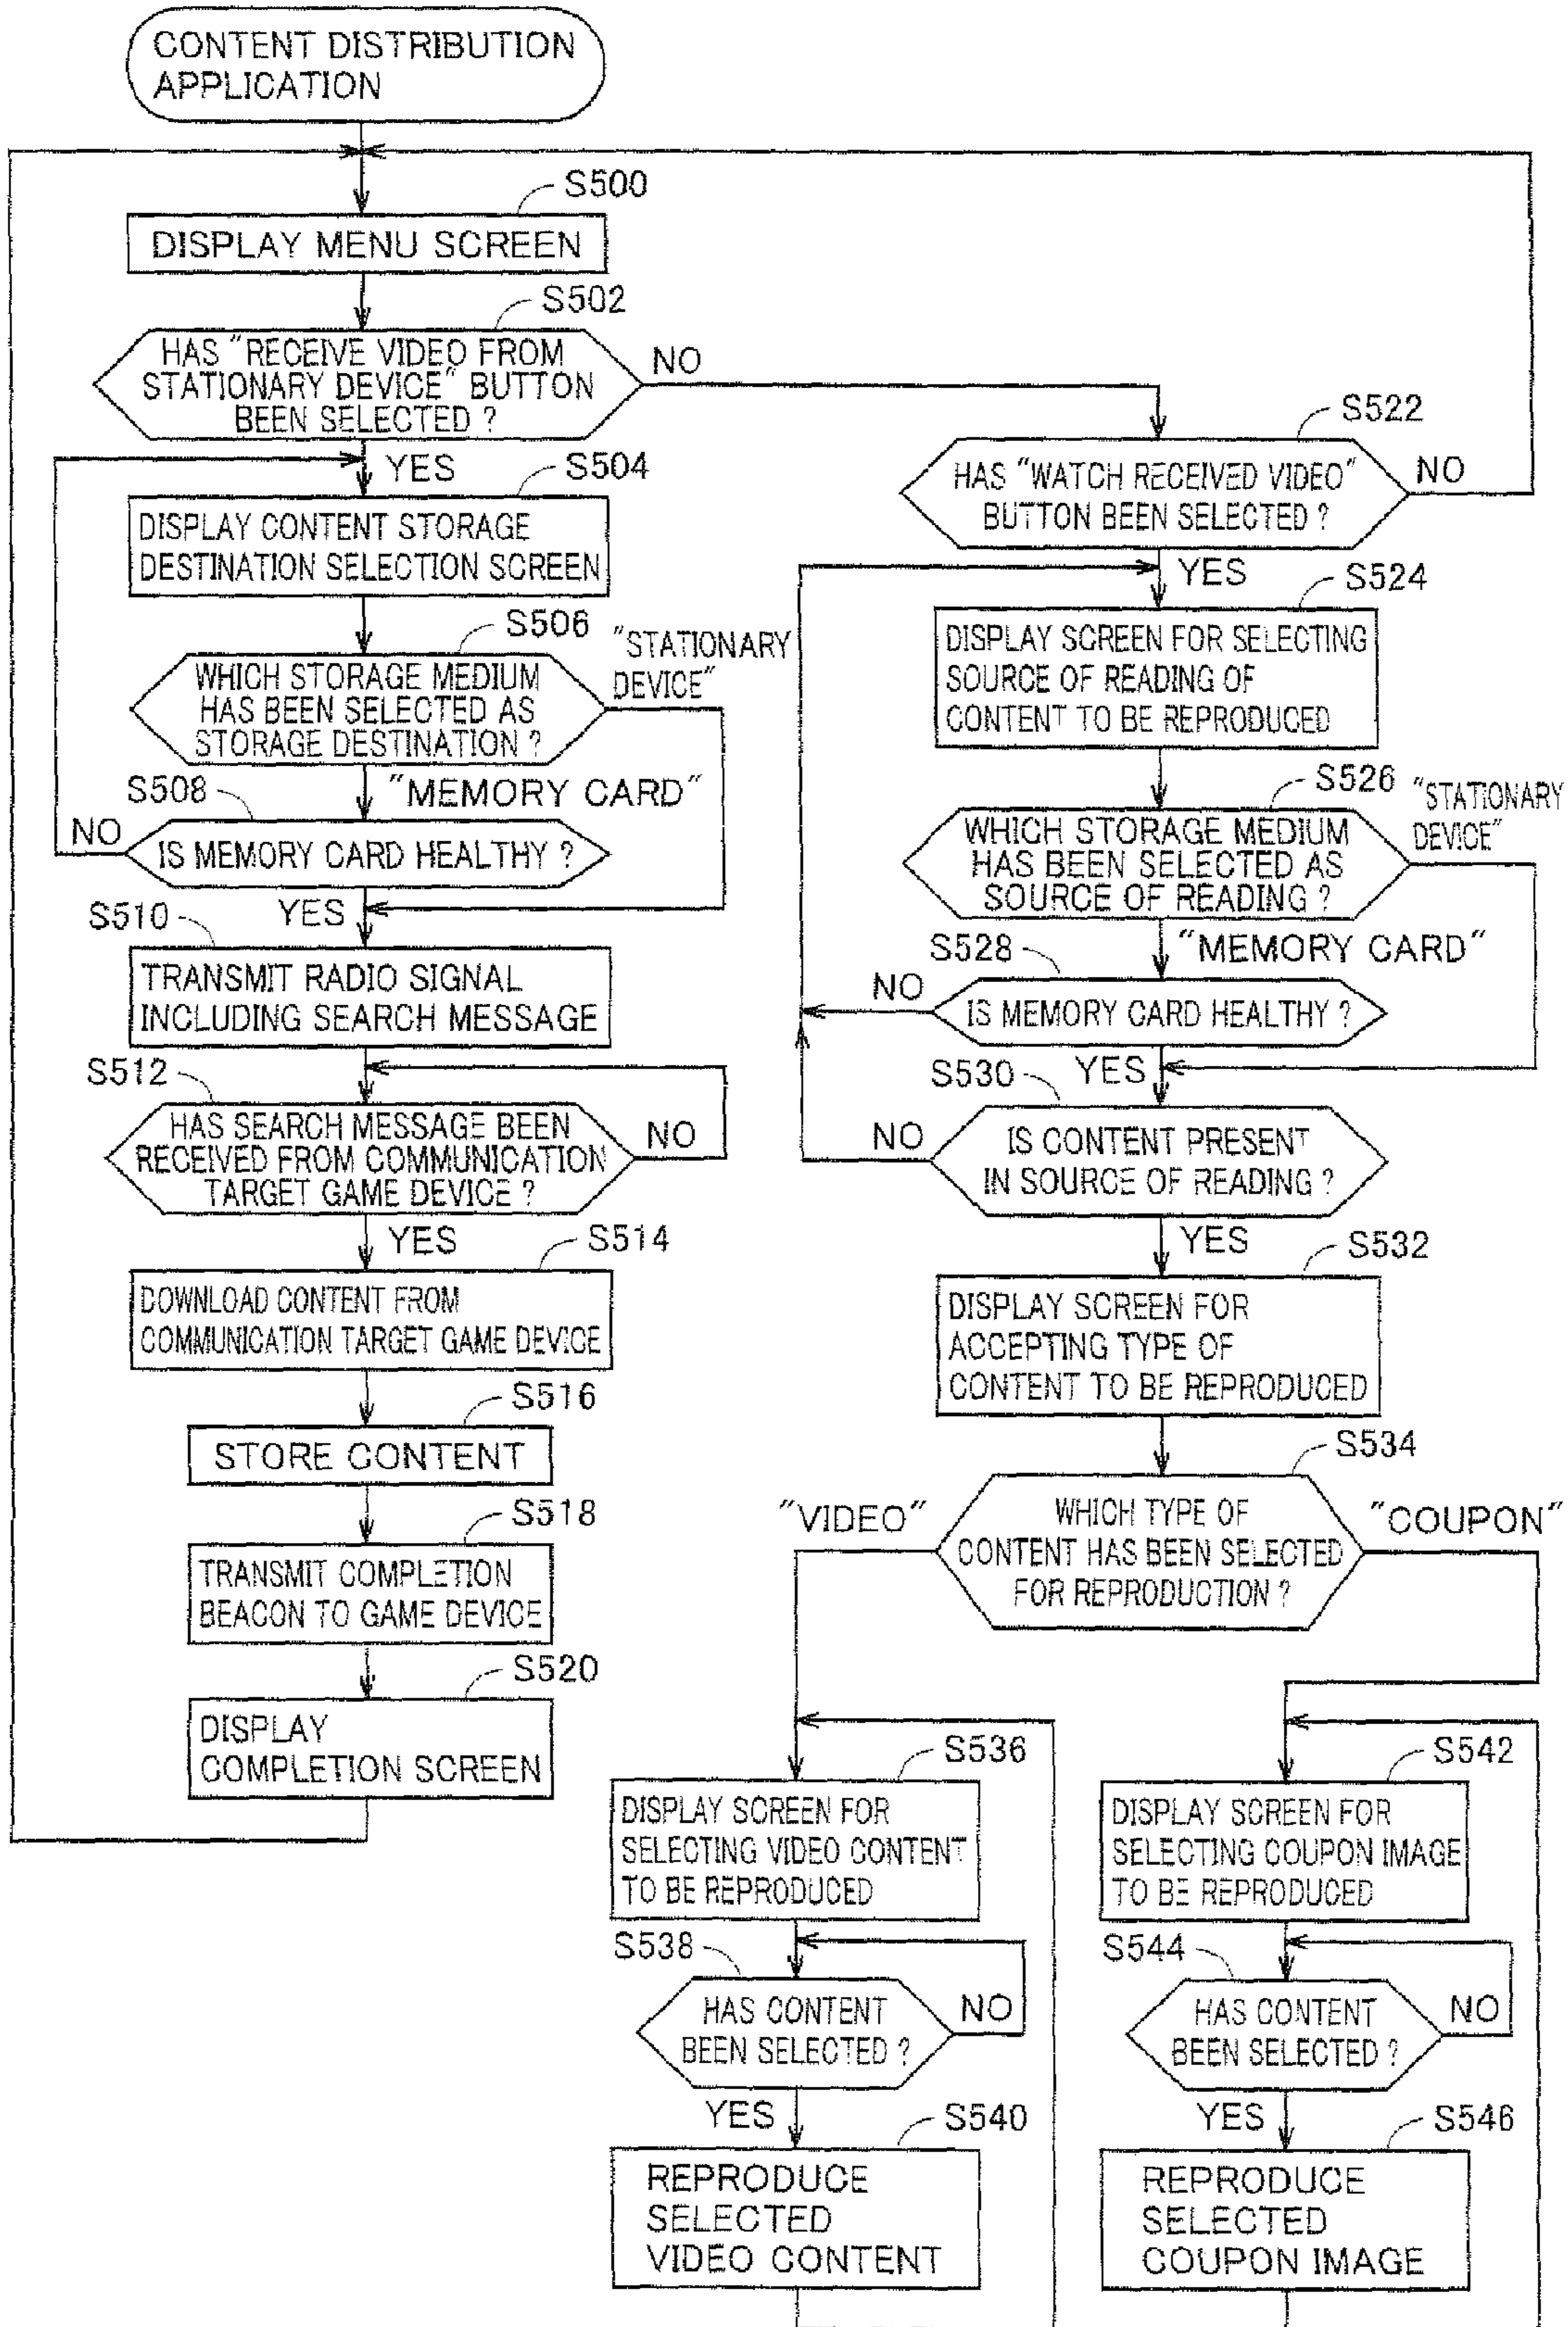 CONTENT DISTRIBUTION
APPLICATION
S500
DISPLAY MENU SCREEN
S502
HAS "RECEIVE VIDEO FROM
STATIONARY DEVICE" BUTTON
BEEN SELECTED ?
NO
YES
S504
DISPLAY CONTENT STORAGE
DESTINATION SELECTION SCREEN
S506
WHICH STORAGE MEDIUM
HAS BEEN SELECTED AS
STORAGE DESTINATION ?
"STATIONARY
DEVICE"
"MEMORY CARD"
S508
NO
IS MEMORY CARD HEALTHY ?
YES
S510
TRANSMIT RADIO SIGNAL
INCLUDING SEARCH MESSAGE
S512
HAS SEARCH MESSAGE BEEN
RECEIVED FROM COMMUNICATION
TARGET GAME DEVICE ?
NO
YES
S514
DOWNLOAD CONTENT FROM
COMMUNICATION TARGET GAME DEVICE
S516
STORE CONTENT
S518
TRANSMIT COMPLETION
BEACON TO GAME DEVICE
S520
DISPLAY
COMPLETION SCREEN
S522
HAS "WATCH RECEIVED VIDEO"
BUTTON BEEN SELECTED ?
NO
YES
S524
DISPLAY SCREEN FOR SELECTING
SOURCE OF READING OF
CONTENT TO BE REPRODUCED
S526
WHICH STORAGE MEDIUM
HAS BEEN SELECTED AS
SOURCE OF READING ?
"STATIONARY
DEVICE"
"MEMORY CARD"
S528
NO
IS MEMORY CARD HEALTHY ?
YES
S530
NO
IS CONTENT PRESENT
IN SOURCE OF READING ?
YES
S532
DISPLAY SCREEN FOR
ACCEPTING TYPE OF
CONTENT TO BE REPRODUCED
S534
WHICH TYPE OF
CONTENT HAS BEEN SELECTED
FOR REPRODUCTION ?
"VIDEO"
"COUPON"
S536
DISPLAY SCREEN FOR
SELECTING VIDEO CONTENT
TO BE REPRODUCED
S538
HAS CONTENT
BEEN SELECTED ?
NO
YES
S540
REPRODUCE
SELECTED
VIDEO CONTENT
S542
DISPLAY SCREEN FOR
SELECTING COUPON IMAGE
TO BE REPRODUCED
S544
HAS CONTENT
BEEN SELECTED ?
NO
YES
S546
REPRODUCE
SELECTED
COUPON IMAGE